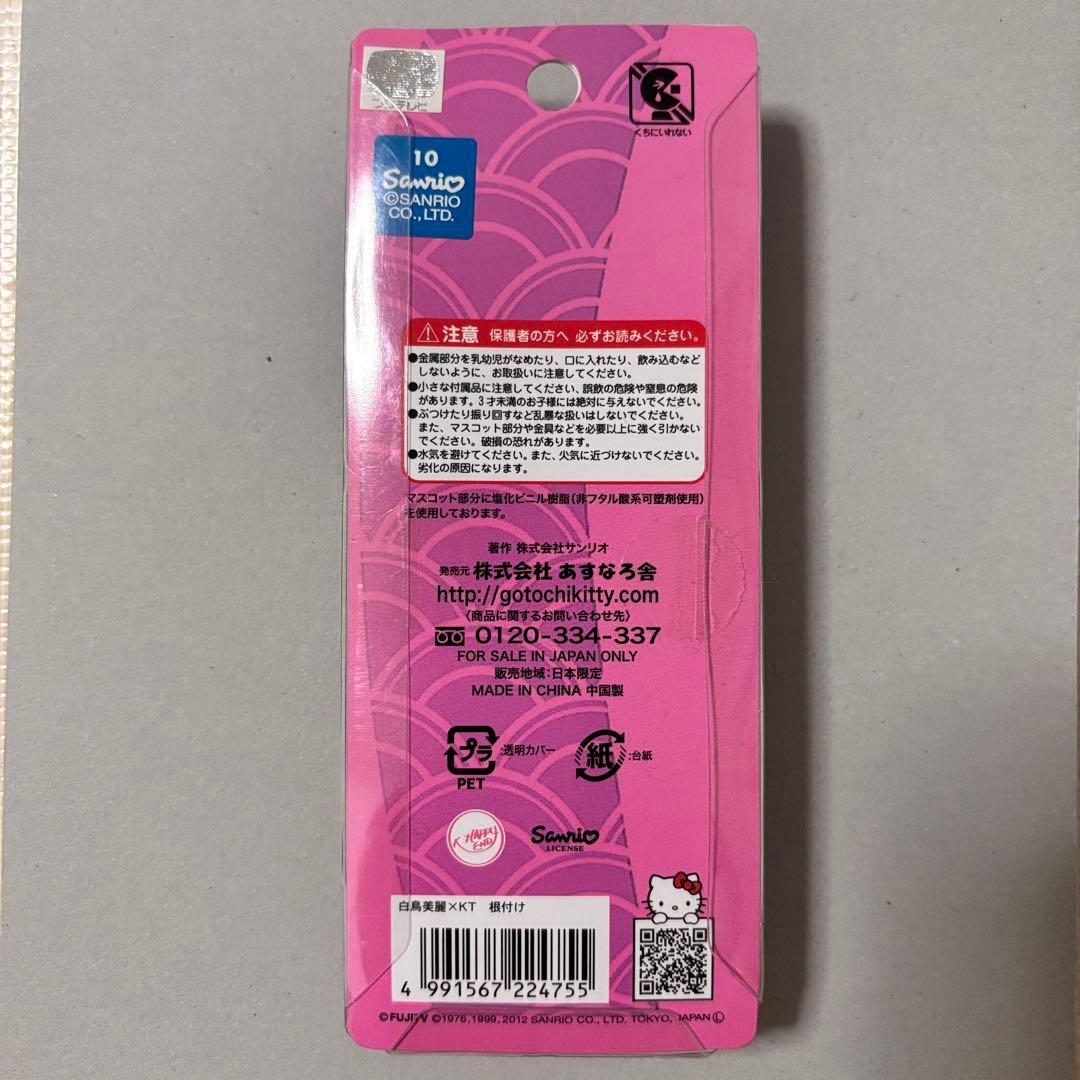 フジテレビ
くちにいれない
10
Sanrio
©SANRIO
CO.,LTD.
注意 保護者の方へ 必ずお読みください。
●金属部分を乳幼児がなめたり、口に入れたり、飲み込むなど
しないように、お取扱いに注意してください。
●小さな付属品に注意してください、誤飲の危険や窒息の危険
があります。3才未満のお子様には絶対に与えないでください。
●ぶつけたり振り回すなど乱暴な扱いはしないでください。
また、マスコット部分や金具などを必要以上に強く引かない
でください。破損の恐れがあります。
●水気を避けてください。また、火気に近づけないでください。
劣化の原因になります。
マスコット部分に塩化ビニル樹脂(非フタル酸系可塑剤使用)
を使用しております。
著作 株式会社サンリオ
発売元 株式会社 あすなろ舎
http://gotochikitty.com
〈商品に関するお問い合わせ先〉
0120-334-337
FOR SALE IN JAPAN ONLY
販売地域:日本限定
MADE IN CHINA 中国製
プラ :透明カバー
PET
紙 :台紙
K HAPPY
END
Sanrio
LICENSE
白鳥美麗×KT 根付け
4 991567 224755
©FUJITV ©1976, 1999, 2012 SANRIO CO., LTD. TOKYO, JAPAN Ⓛ